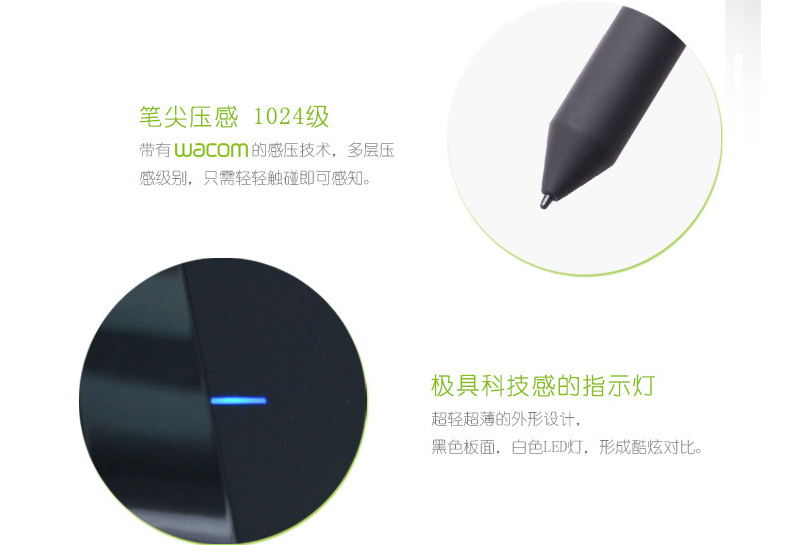 笔尖压感 1024级
带有wacom的感压技术，多层压
感级别，只需轻轻触碰即可感知。
极具科技感的指示灯
超轻超薄的外形设计，
黑色板面，白色LED灯，形成酷炫对比。